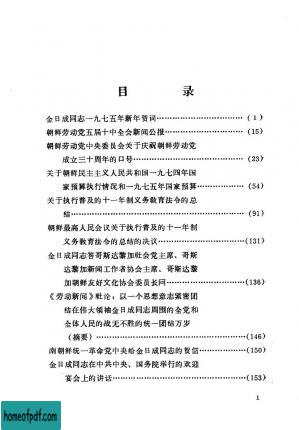 目 录
金日成同志一九七五年新年贺词……………………………(1)
朝鲜劳动党五届十中全会新闻公报…………………………(15)
朝鲜劳动党中央委员会关于庆祝朝鲜劳动党
成立三十周年的口号……………………………………(23)
关于朝鲜民主主义人民共和国一九七四年国
家预算执行情况和一九七五年国家预算………………(54)
关于执行普及的十一年制义务教育法令的总
结…………………………………………………………(91)
朝鲜最高人民会议关于执行普及的十一年制
义务教育法令的总结的决议……………………………(131)
金日成同志答哥斯达黎加社会党主席、哥斯
达黎加新闻工作者协会主席、哥斯达黎
加朝鲜友好文化协会委员长问…………………………(136)
《劳动新闻》社论：以一个思想意志紧密团
结在伟大领袖金日成同志周围的全党和
全体人民的战无不胜的统一团结万岁
(摘要)……………………………………………………(146)
南朝鲜统一革命党中央给金日成同志的贺信……………(150)
金日成同志在中共中央、国务院举行的欢迎
宴会上的讲话……………………………………………(153)
1
homeofpdf.com
homeofpdf.com